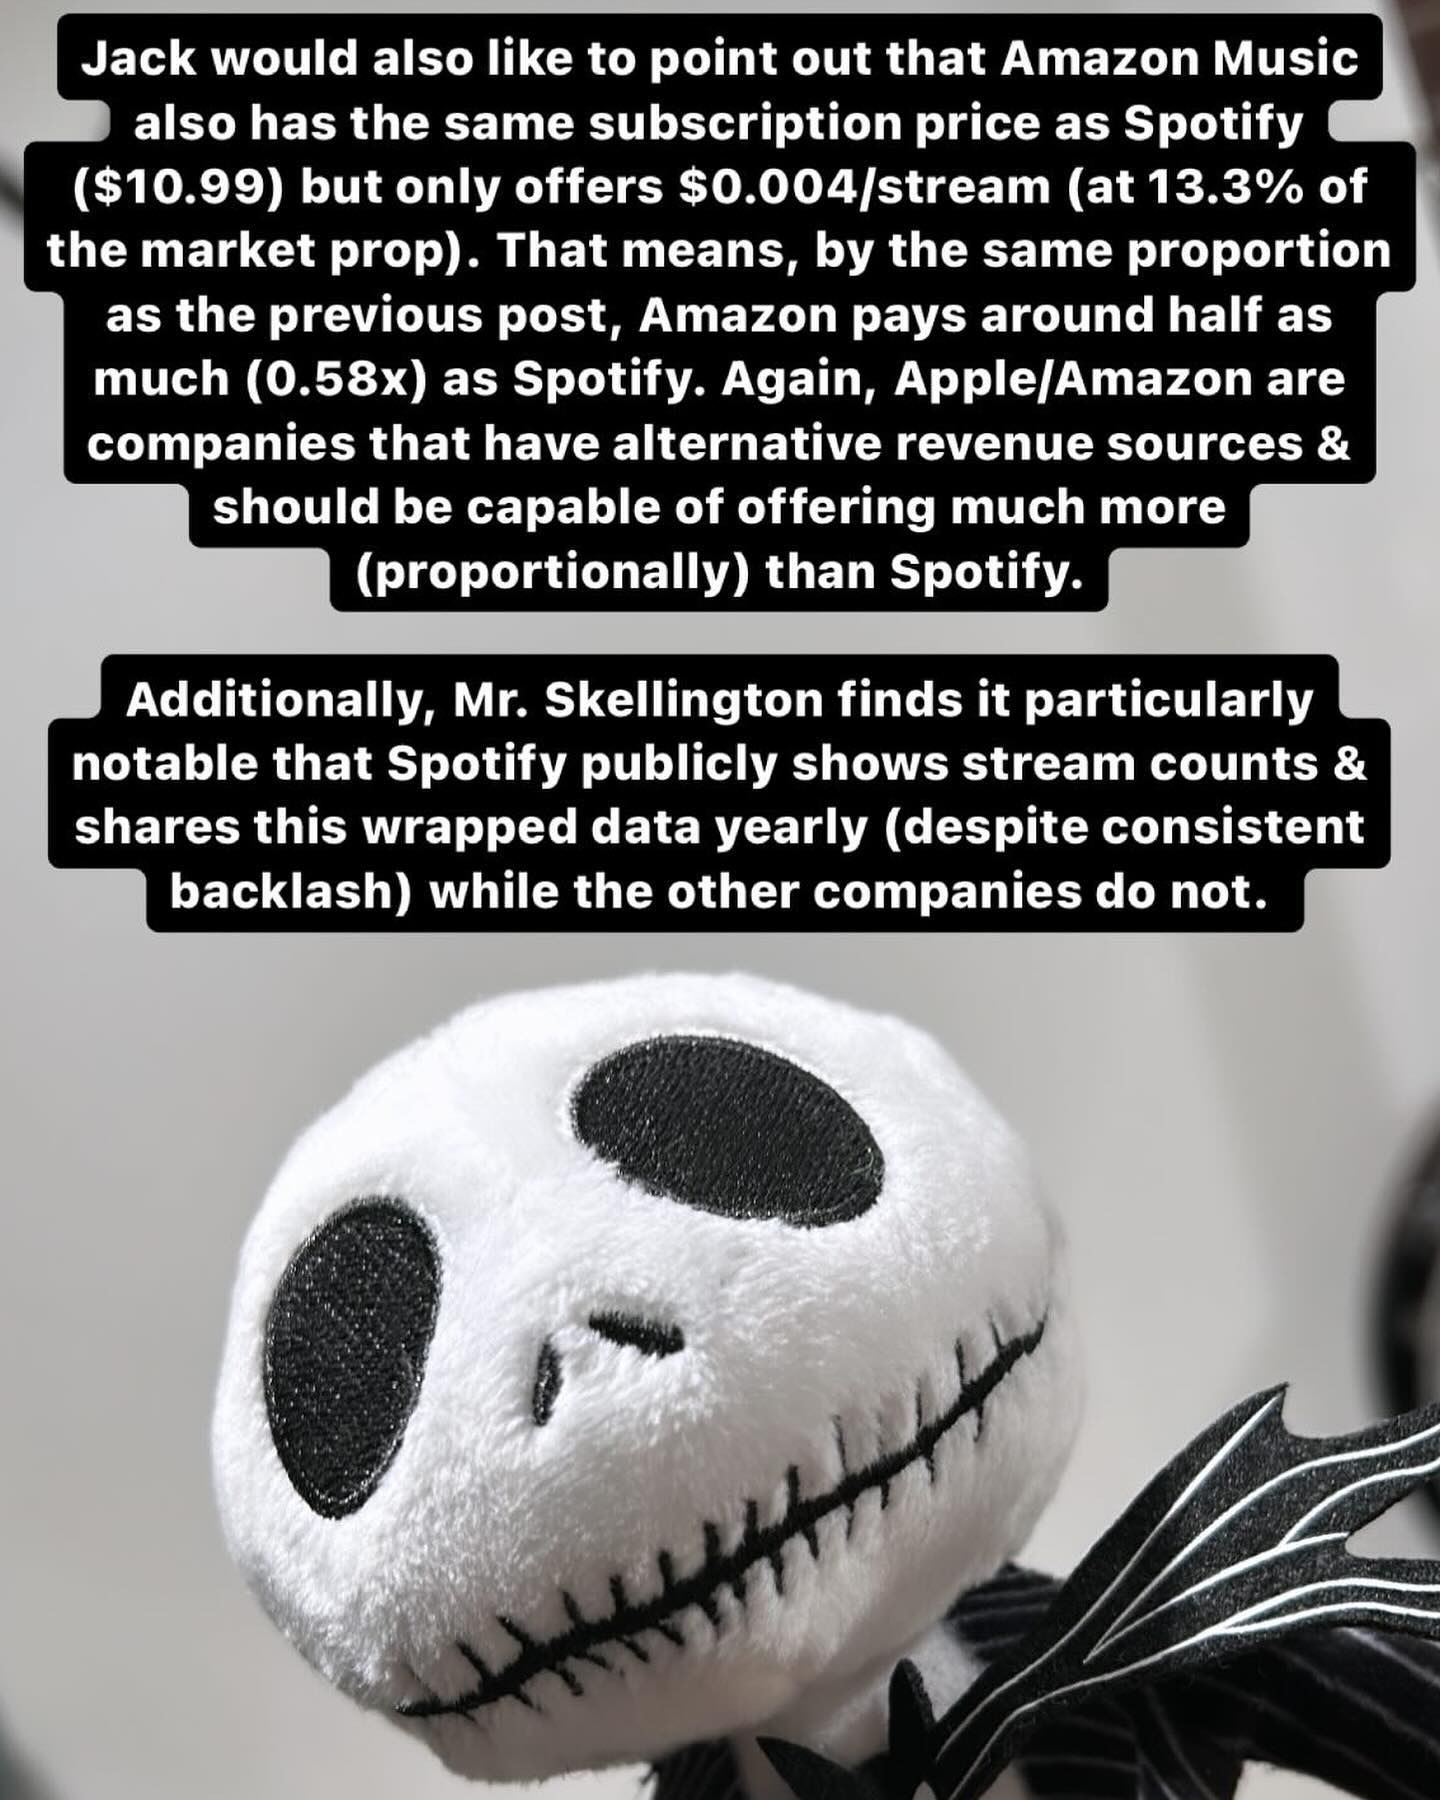 Jack would also like to point out that Amazon Music
also has the same subscription price as Spotify
($10.99) but only offers $0.004/stream (at 13.3% of
the market prop). That means, by the same proportion
as the previous post, Amazon pays around half as
much (0.58x) as Spotify. Again, Apple/Amazon are
companies that have alternative revenue sources &
should be capable of offering much more
(proportionally) than Spotify.
Additionally, Mr. Skellington finds it particularly
notable that Spotify publicly shows stream counts &
shares this wrapped data yearly (despite consistent
backlash) while the other companies do not.